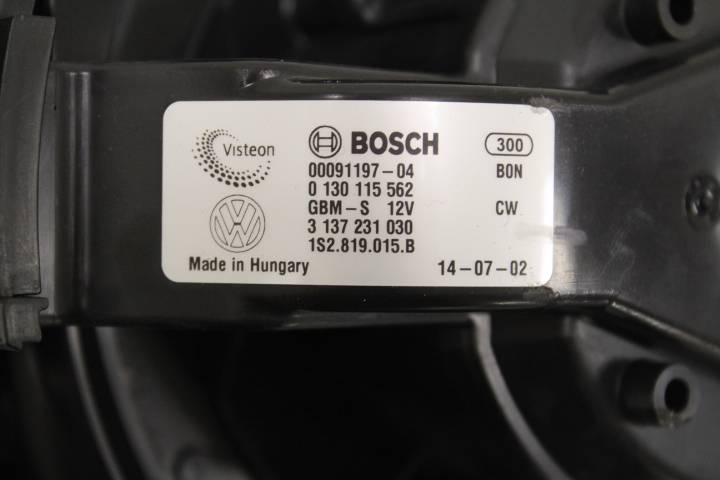 Visteon
BOSCH
300
00091197-04 BON
0 130 115 562
GBM-S 12V CW
3 137 231 030
1S2.819.015.B
Made in Hungary 14-07-02